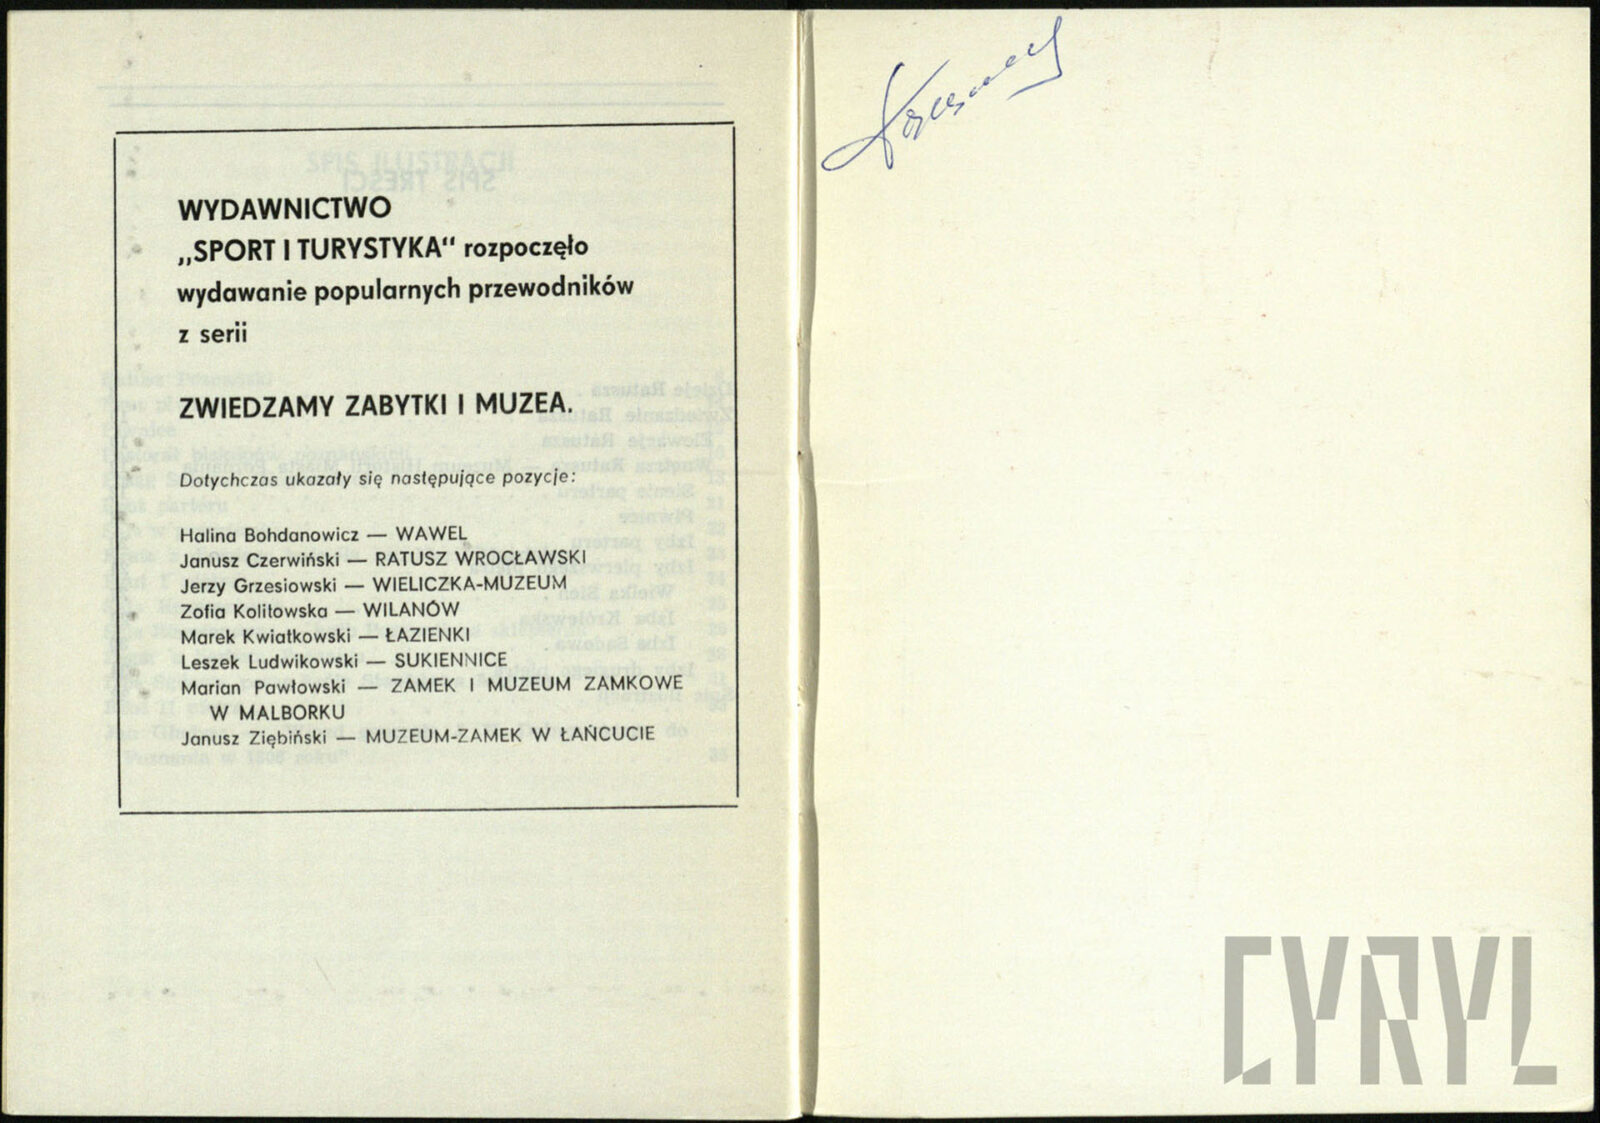 WYDAWNICTWO
„SPORT I TURYSTYKA" rozpoczęło
wydawanie popularnych przewodników
z serii
ZWIEDZAMY ZABYTKI I MUZEA.
Dotychczas ukazały się następujące pozycje:
Halina Bohdanowicz — WAWEL
Janusz Czerwiński — RATUSZ WROCŁAWSKI
Jerzy Grzesiowski — WIELICZKA-MUZEUM
Zofia Kolitowska — WILANÓW
Marek Kwiatkowski — ŁAZIENKI
Leszek Ludwikowski — SUKIENNICE
Marian Pawłowski — ZAMEK I MUZEUM ZAMKOWE
W MALBORKU
Janusz Ziębiński — MUZEUM-ZAMEK W ŁAŃCUCIE
CYRYL